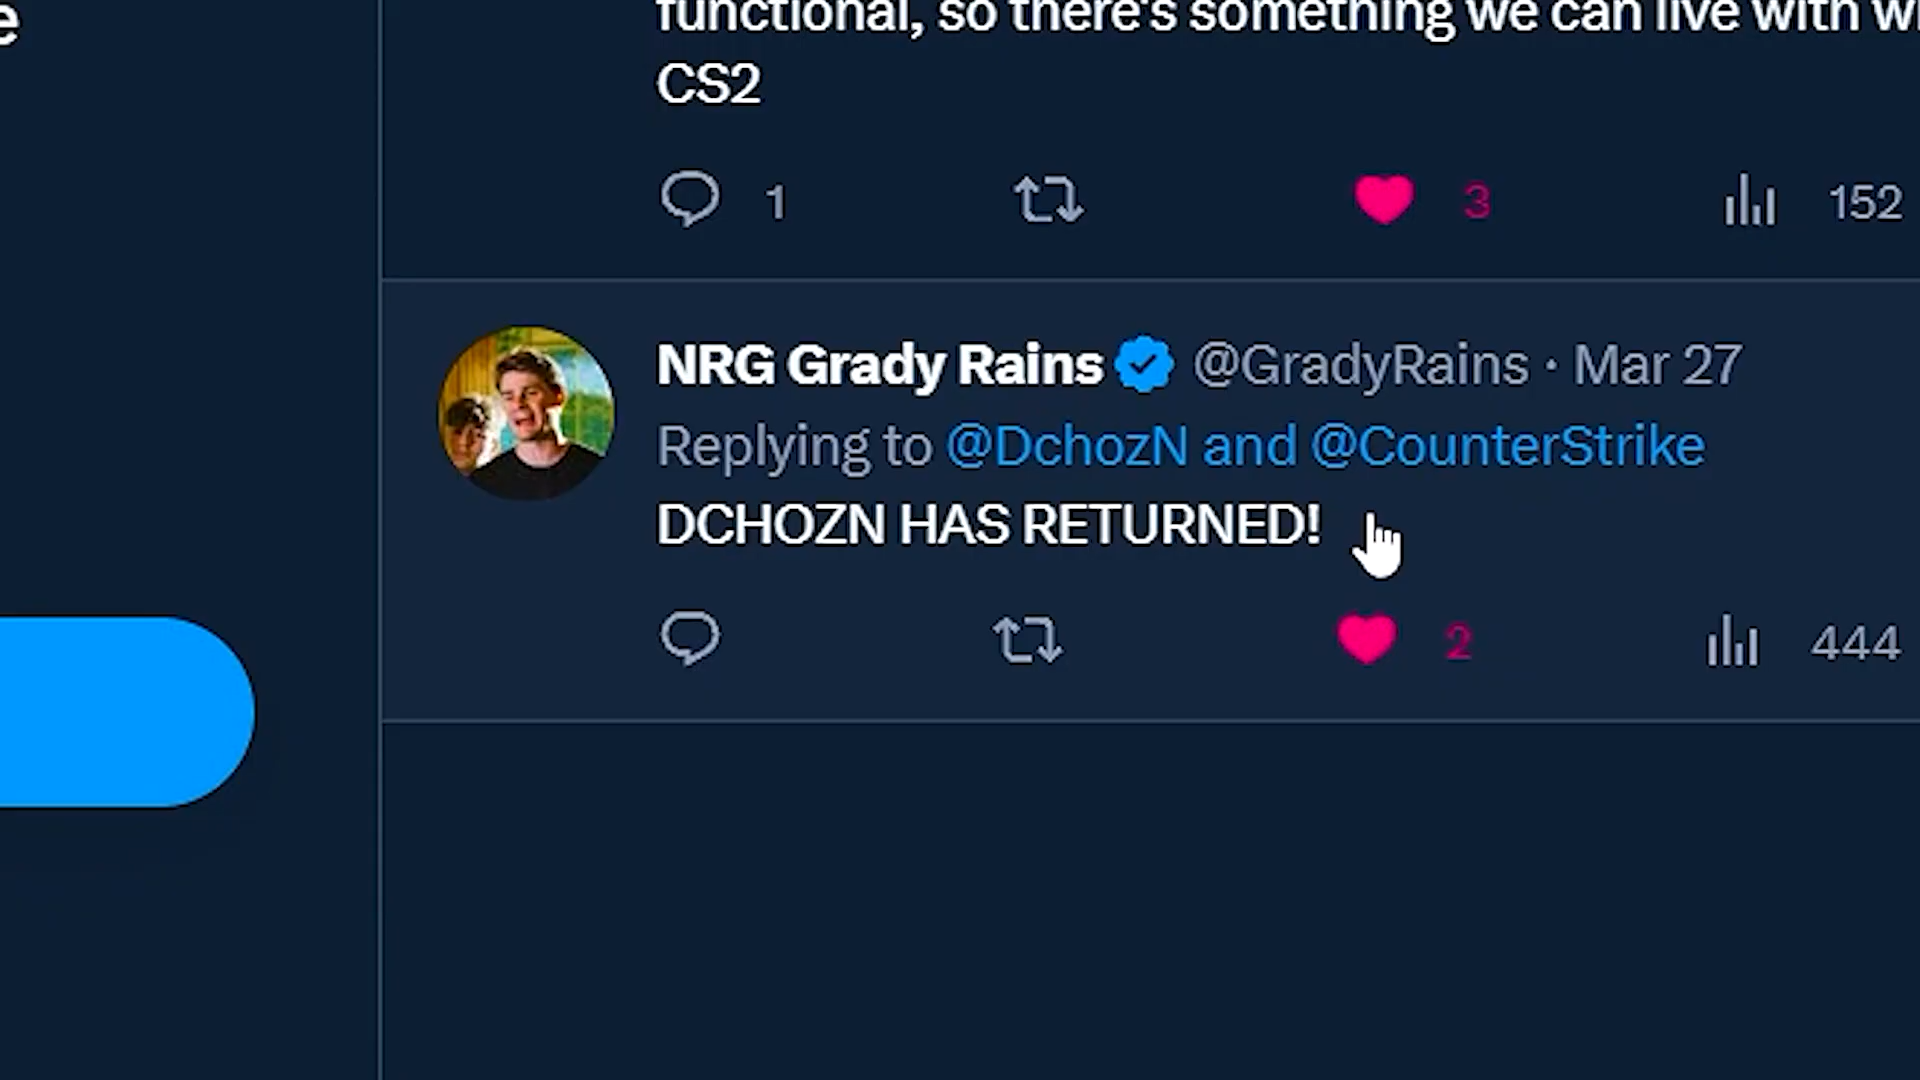 functional, so there's something we can live with
CS2
1 3 152
NRG Grady Rains @GradyRains · Mar 27
Replying to @DchozN and @CounterStrike
DCHOZN HAS RETURNED!
2 444